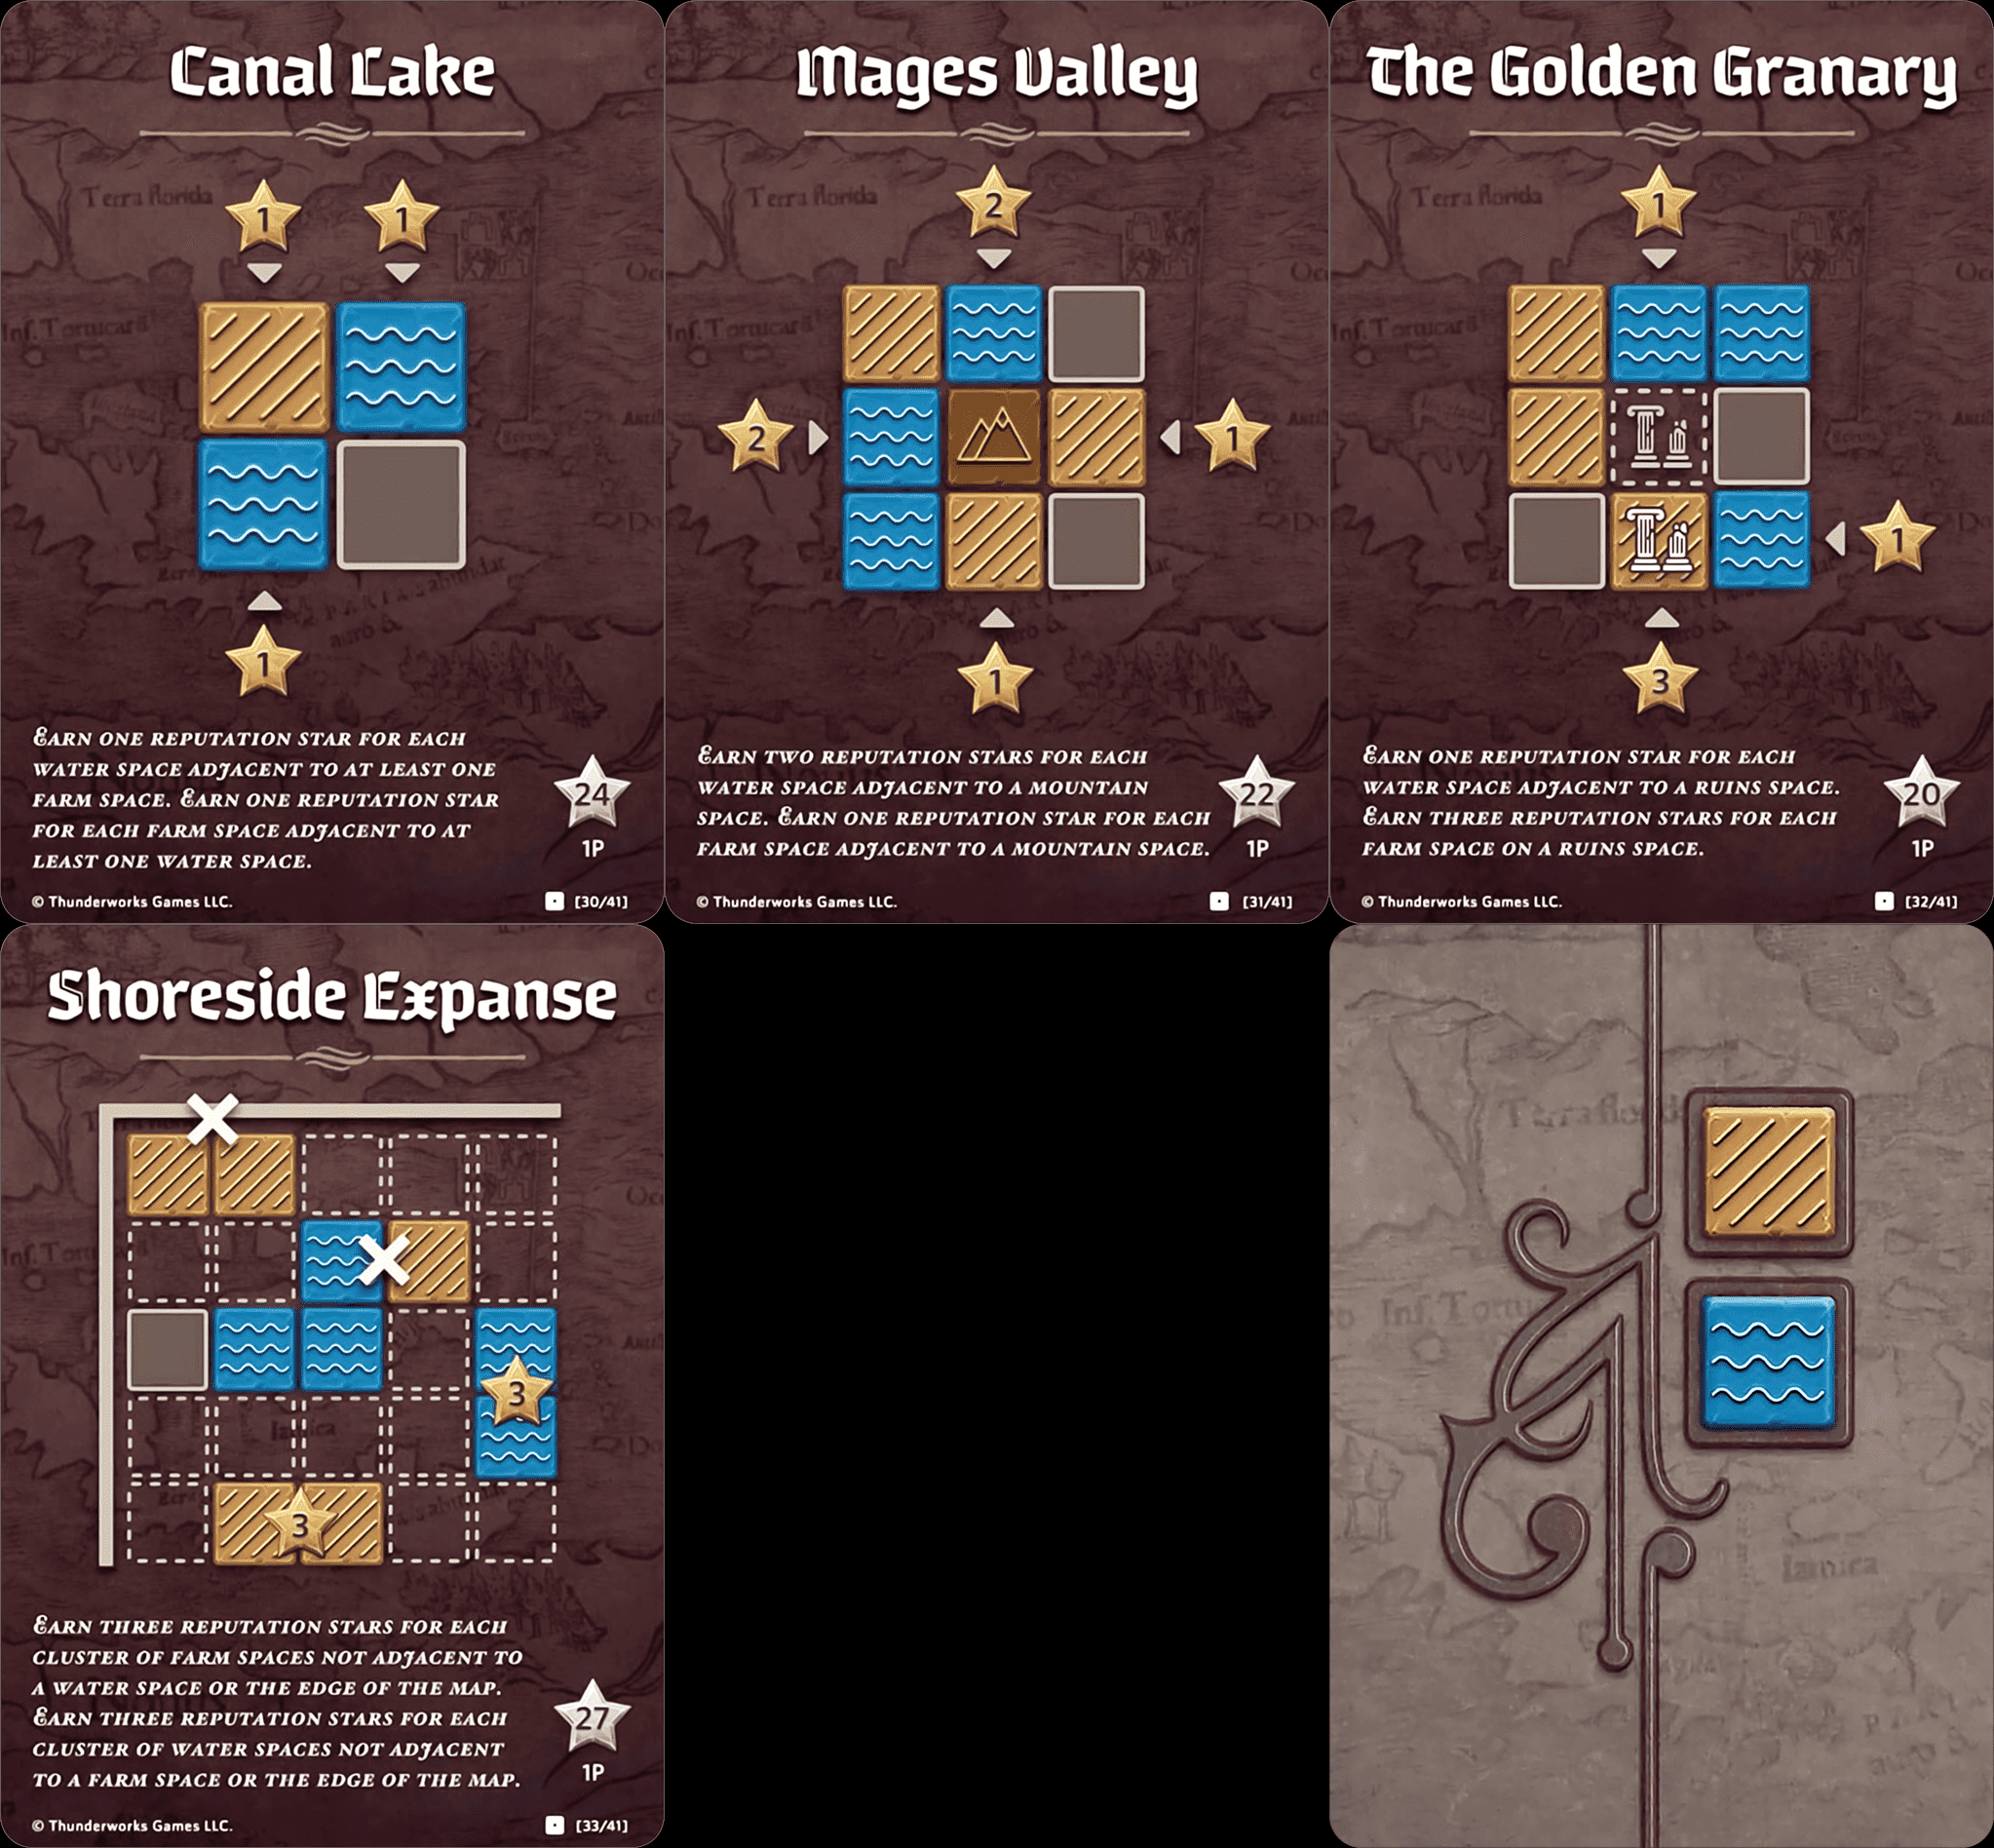 Canal Lake
1 1
1
Earn one reputation star for each
water space adjacent to at least one
farm space. Earn one reputation star
for each farm space adjacent to at
least one water space.
24
1P
© Thunderworks Games LLC.
[30/41]
Mages Valley
2
2 1
1
Earn two reputation stars for each
water space adjacent to a mountain
space. Earn one reputation star for each
farm space adjacent to a mountain space.
22
1P
© Thunderworks Games LLC.
[31/41]
The Golden Granary
1
1
3
Earn one reputation star for each
water space adjacent to a ruins space.
Earn three reputation stars for each
farm space on a ruins space.
20
1P
© Thunderworks Games LLC.
[32/41]
Shoreside Expanse
3
3
Earn three reputation stars for each
cluster of farm spaces not adjacent to
a water space or the edge of the map.
Earn three reputation stars for each
cluster of water spaces not adjacent
to a farm space or the edge of the map.
27
1P
© Thunderworks Games LLC.
[33/41]